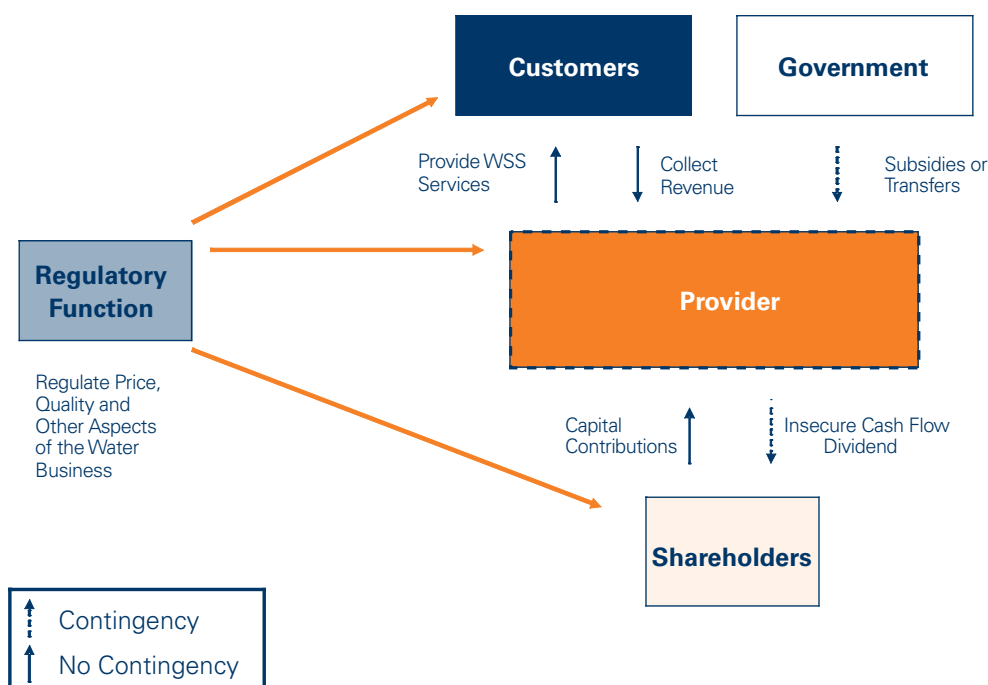 Customers
Government
Provide WSS
Services
Collect
Revenue
Subsidies or
Transfers
Regulatory
Function
Provider
Regulate Price,
Quality and
Other Aspects
of the Water
Business
Capital
Contributions
Insecure Cash Flow
Dividend
Shareholders
Contingency
No Contingency